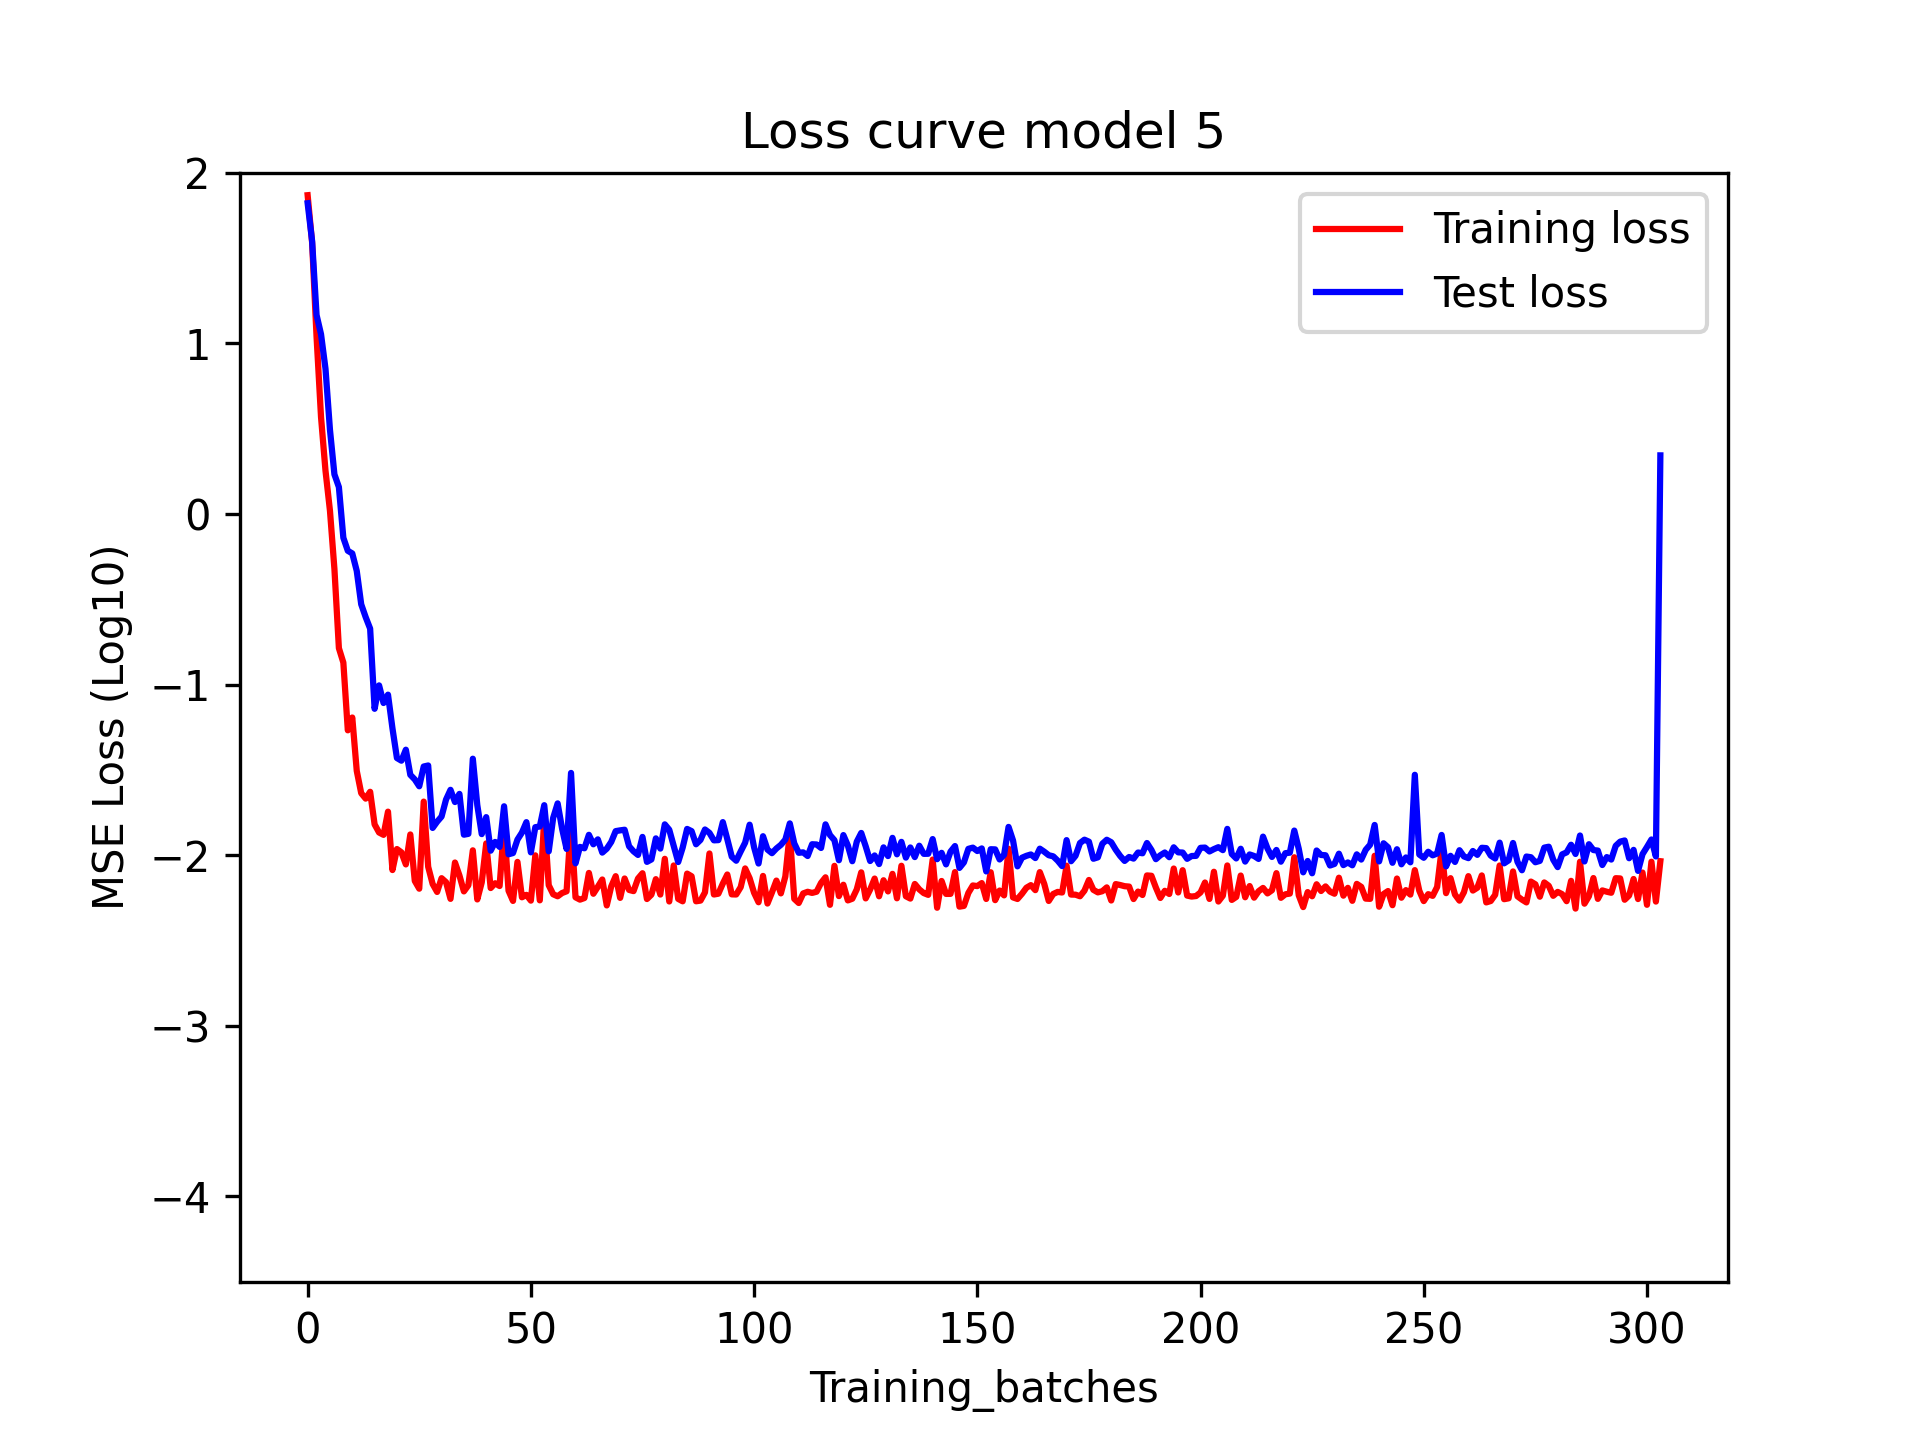 Loss curve model 5
2
1
0
−1
−2
−3
−4
MSE Loss (Log10)
Training loss
Test loss
0 50 100 150 200 250 300
Training_batches